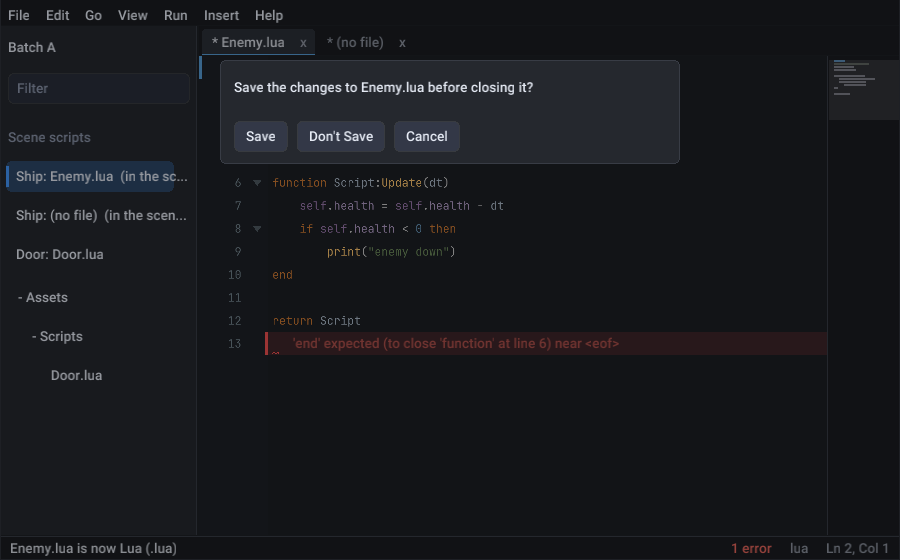 File Edit Go View Run Insert Help
Batch A
* Enemy.lua x * (no file) x
Filter
Save the changes to Enemy.lua before closing it?
Save Don't Save Cancel
Scene scripts
Ship: Enemy.lua (in the sc...
Ship: (no file) (in the scen...
Door: Door.lua
- Assets
- Scripts
Door.lua
6 function Script:Update(dt)
7 self.health = self.health - dt
8 if self.health < 0 then
9 print("enemy down")
10 end
11
12 return Script
13 'end' expected (to close 'function' at line 6) near <eof>
Enemy.lua is now Lua (.lua) 1 error lua Ln 2, Col 1